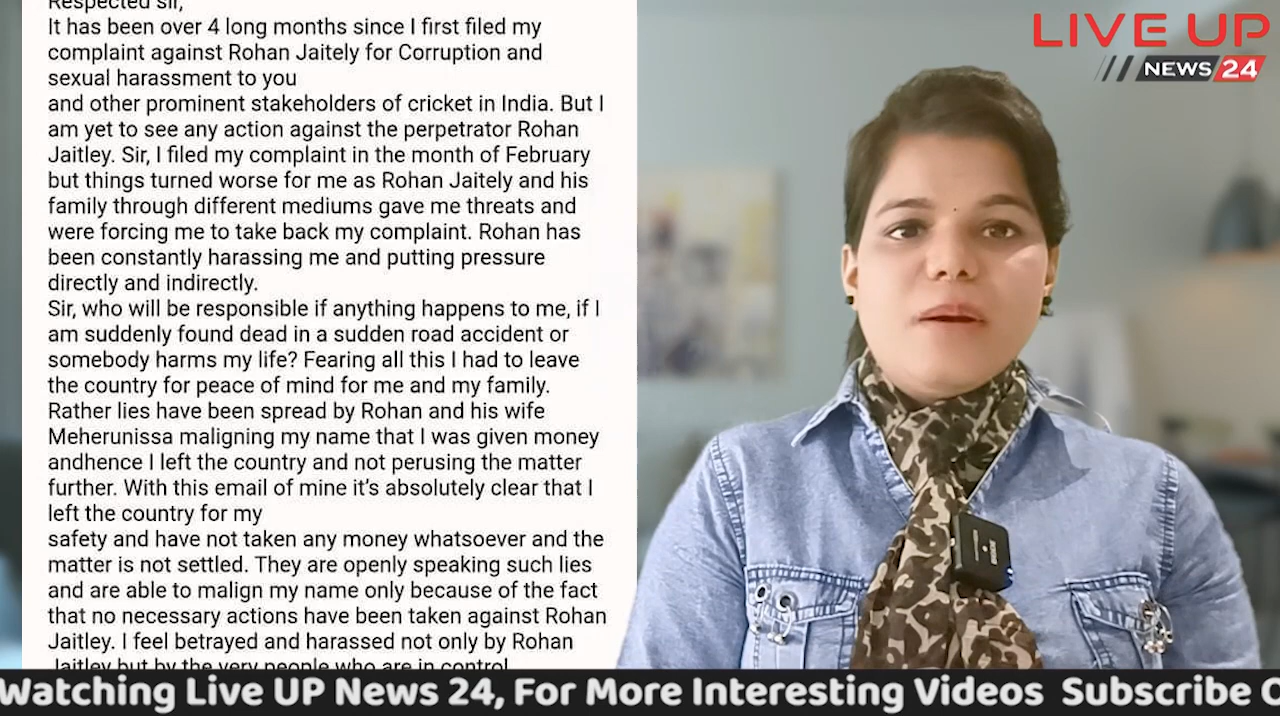 Respected sir,
It has been over 4 long months since I first filed my
complaint against Rohan Jaitely for Corruption and
sexual harassment to you
and other prominent stakeholders of cricket in India. But I
am yet to see any action against the perpetrator Rohan
Jaitley. Sir, I filed my complaint in the month of February
but things turned worse for me as Rohan Jaitely and his
family through different mediums gave me threats and
were forcing me to take back my complaint. Rohan has
been constantly harassing me and putting pressure
directly and indirectly.
Sir, who will be responsible if anything happens to me, if I
am suddenly found dead in a sudden road accident or
somebody harms my life? Fearing all this I had to leave
the country for peace of mind for me and my family.
Rather lies have been spread by Rohan and his wife
Meherunissa maligning my name that I was given money
andhence I left the country and not perusing the matter
further. With this email of mine it's absolutely clear that I
left the country for my
safety and have not taken any money whatsoever and the
matter is not settled. They are openly speaking such lies
and are able to malign my name only because of the fact
that no necessary actions have been taken against Rohan
Jaitley. I feel betrayed and harassed not only by Rohan
Jaitley but by the very people who are in control
LIVE UP
NEWS 24
Watching Live UP News 24, For More Interesting Videos Subscribe